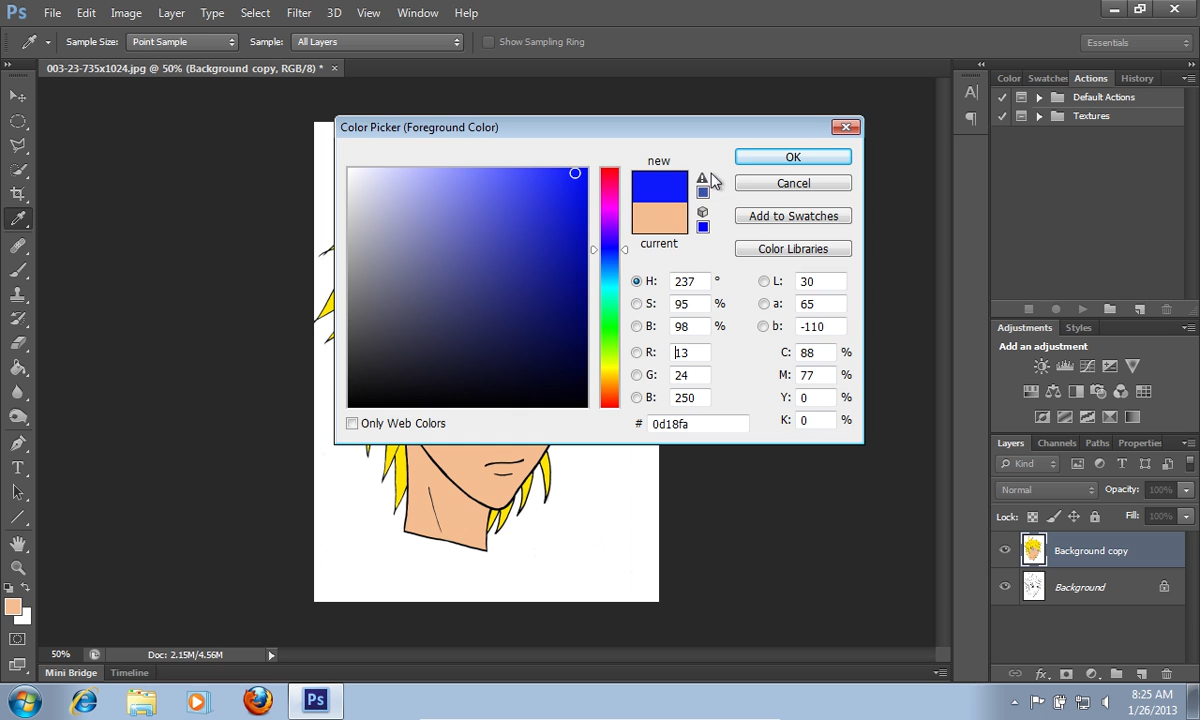 Ps File Edit Image Layer Type Select Filter 3D View Window Help
Sample Size: Point Sample Sample: All Layers Show Sampling Ring Essentials
003-23-735x1024.jpg @ 50% (Background copy, RGB/8) * ×
Color Swatches Actions History
Default Actions
Textures
Color Picker (Foreground Color)
new
current
OK
Cancel
Add to Swatches
Color Libraries
H: 237 ° L: 30
S: 95 % a: 65
B: 98 % b: -110
R: 13 C: 88 %
G: 24 M: 77 %
B: 250 Y: 0 %
# 0d18fa K: 0 %
Only Web Colors
Adjustments Styles
Add an adjustment
Layers Channels Paths Properties
Kind
Normal Opacity: 100%
Lock: Fill: 100%
Background copy
Background
50% Doc: 2.15M/4.56M
Mini Bridge Timeline
Ps
8:25 AM
1/26/2013